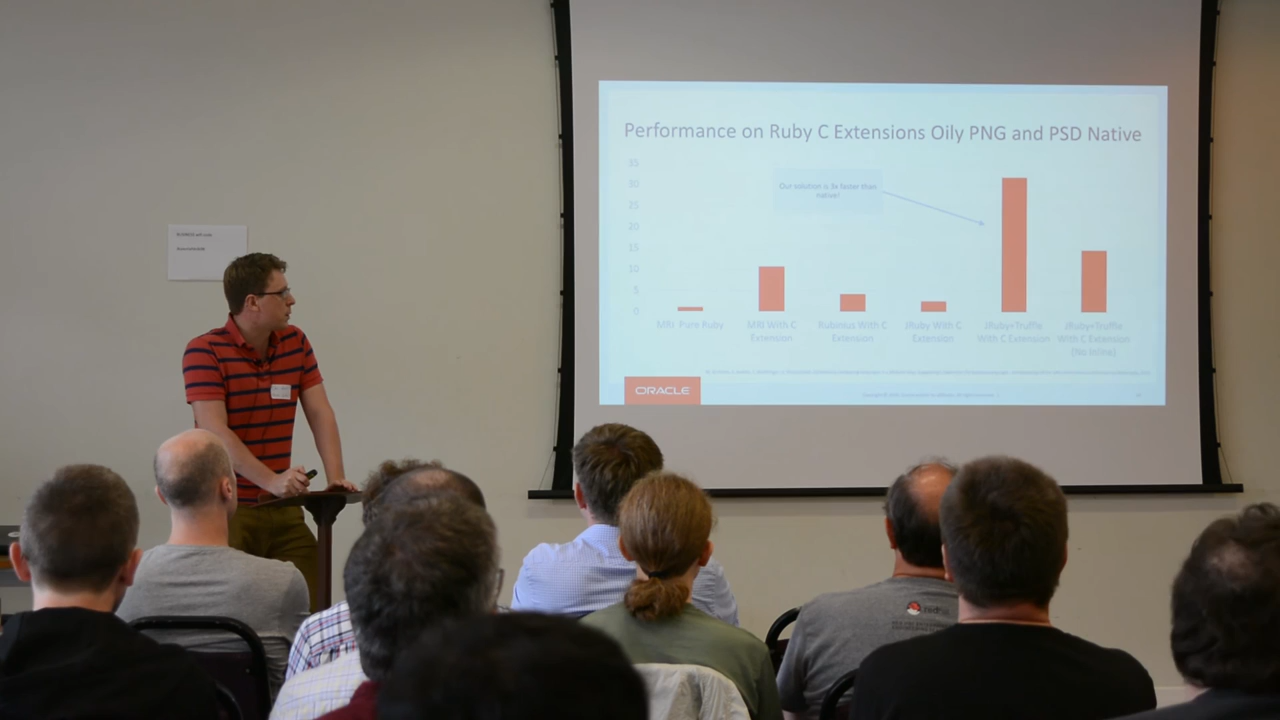 Performance on Ruby C Extensions Oily PNG and PSD Native
35
30
25
20
15
10
5
0
Our solution is 3x faster than
native!
MRI Pure Ruby
MRI With C
Extension
Rubinius With C
Extension
JRuby With C
Extension
JRuby+Truffle
With C Extension
JRuby+Truffle
With C Extension
(No Inline)
ORACLE
redhat